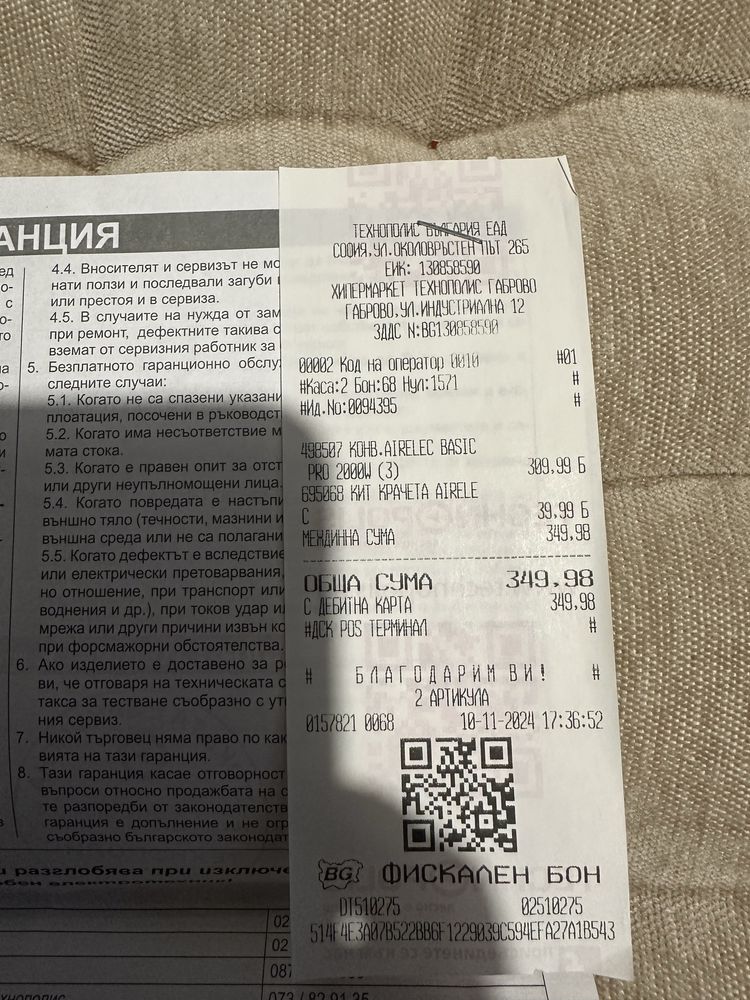 АНЦИЯ
4.4. Вносителят и сервизът не
нати ползи и последвали загуби
или престоя и в сервиза.
4.5. В случаите на нужда от
при ремонт, дефектните такива с
вземат от сервизния работник за
5. Безплатното гаранционно
следните случаи:
5.1. Когато не са спазени указани
плоатация, посочени в
5.2. Когато има несъответствие
мата стока.
5.3. Когато е правен опит за
или други неупълномощени лица.
5.4. Когато повредата е
външно тяло (течности, мазнини и
външна среда или не са полагани
5.5. Когато дефектът е вследствие
или електрически претоварвания,
но отношение, при транспорт или
воднения и др.), при токов удар
мрежа или други причини извън
при форсмажорни обстоятелства.
6. Ако изделието е доставено за
ви, че отговаря на техническата
такса за тестване съобразно с
ния сервиз.
7. Никой търговец няма право по
вията на тази гаранция.
8. Тази гаранция касае отговорност
въпроси относно продажбата на
те разпоредби от законодателств
гаранция е допълнение и не
съобразно българското законодат
разглобява при изключе
02
02
087
073 / 82 91 35
ТЕХНОПОЛИС БЪЛГАРИЯ ЕАД
СОФИЯ,УЛ.ОКОЛОВРЪСТЕН ПЪТ 265
ЕИК: 130858590
ХИПЕРМАРКЕТ ТЕХНОПОЛИС ГАБРОВО
ГАБРОВО,УЛ.ИНДУСТРИАЛНА 12
ЗДДС N:BG130858590
00002 Код на оператор 0010 #01
#Каса:2 Бон:68 Нул:1571 #
#Ид.No:0094395 #
498507 КОНВ.AIRELEC BASIC
PRO 2000W (3) 309,99 Б
695068 КИТ КРАЧЕТА AIRELE
C 39,99 Б
МЕЖДИННА СУМА 349,98
ОБЩА СУМА 349,98
С ДЕБИТНА КАРТА 349,98
#ДСК POS ТЕРМИНАЛ #
# БЛАГОДАРИМ ВИ! #
2 АРТИКУЛА
0157821 0068 10-11-2024 17:36:52
BG ФИСКАЛЕН БОН
DT510275 02510275
514F4E3A07B522BB6F1229039C594EFA27A1B543